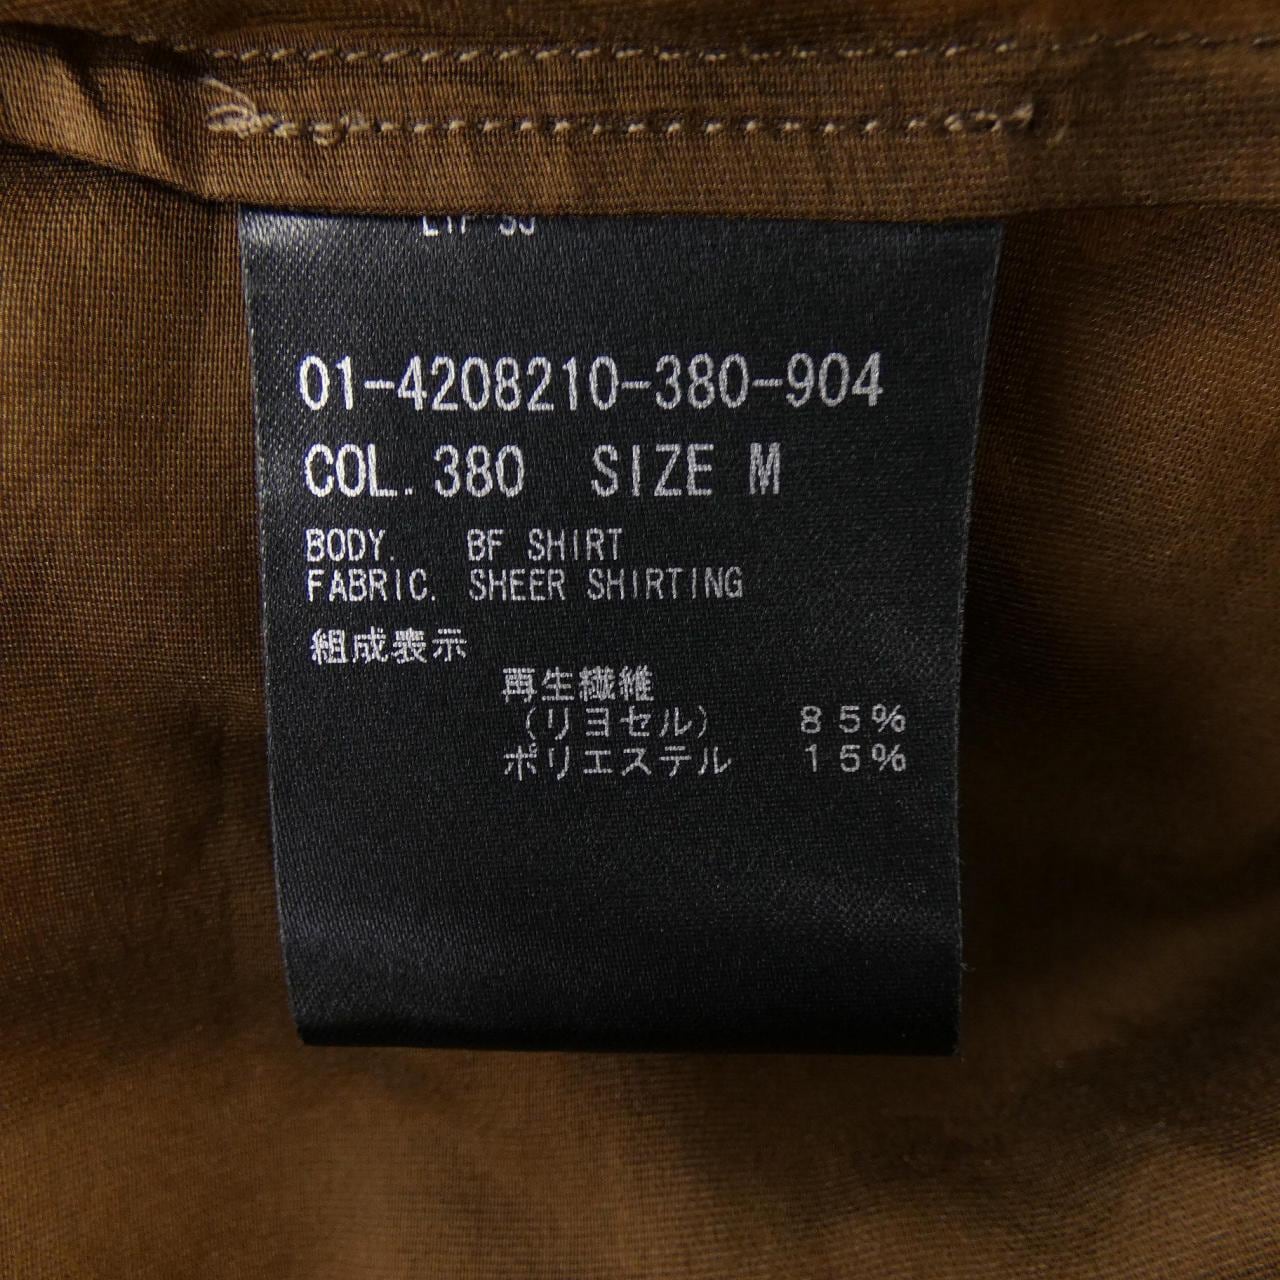 01-4208210-380-904
COL. 380 SIZE M
BODY. BF SHIRT
FABRIC. SHEER SHIRTING
組成表示
再生繊維
(リヨセル) 85%
ポリエステル 15%